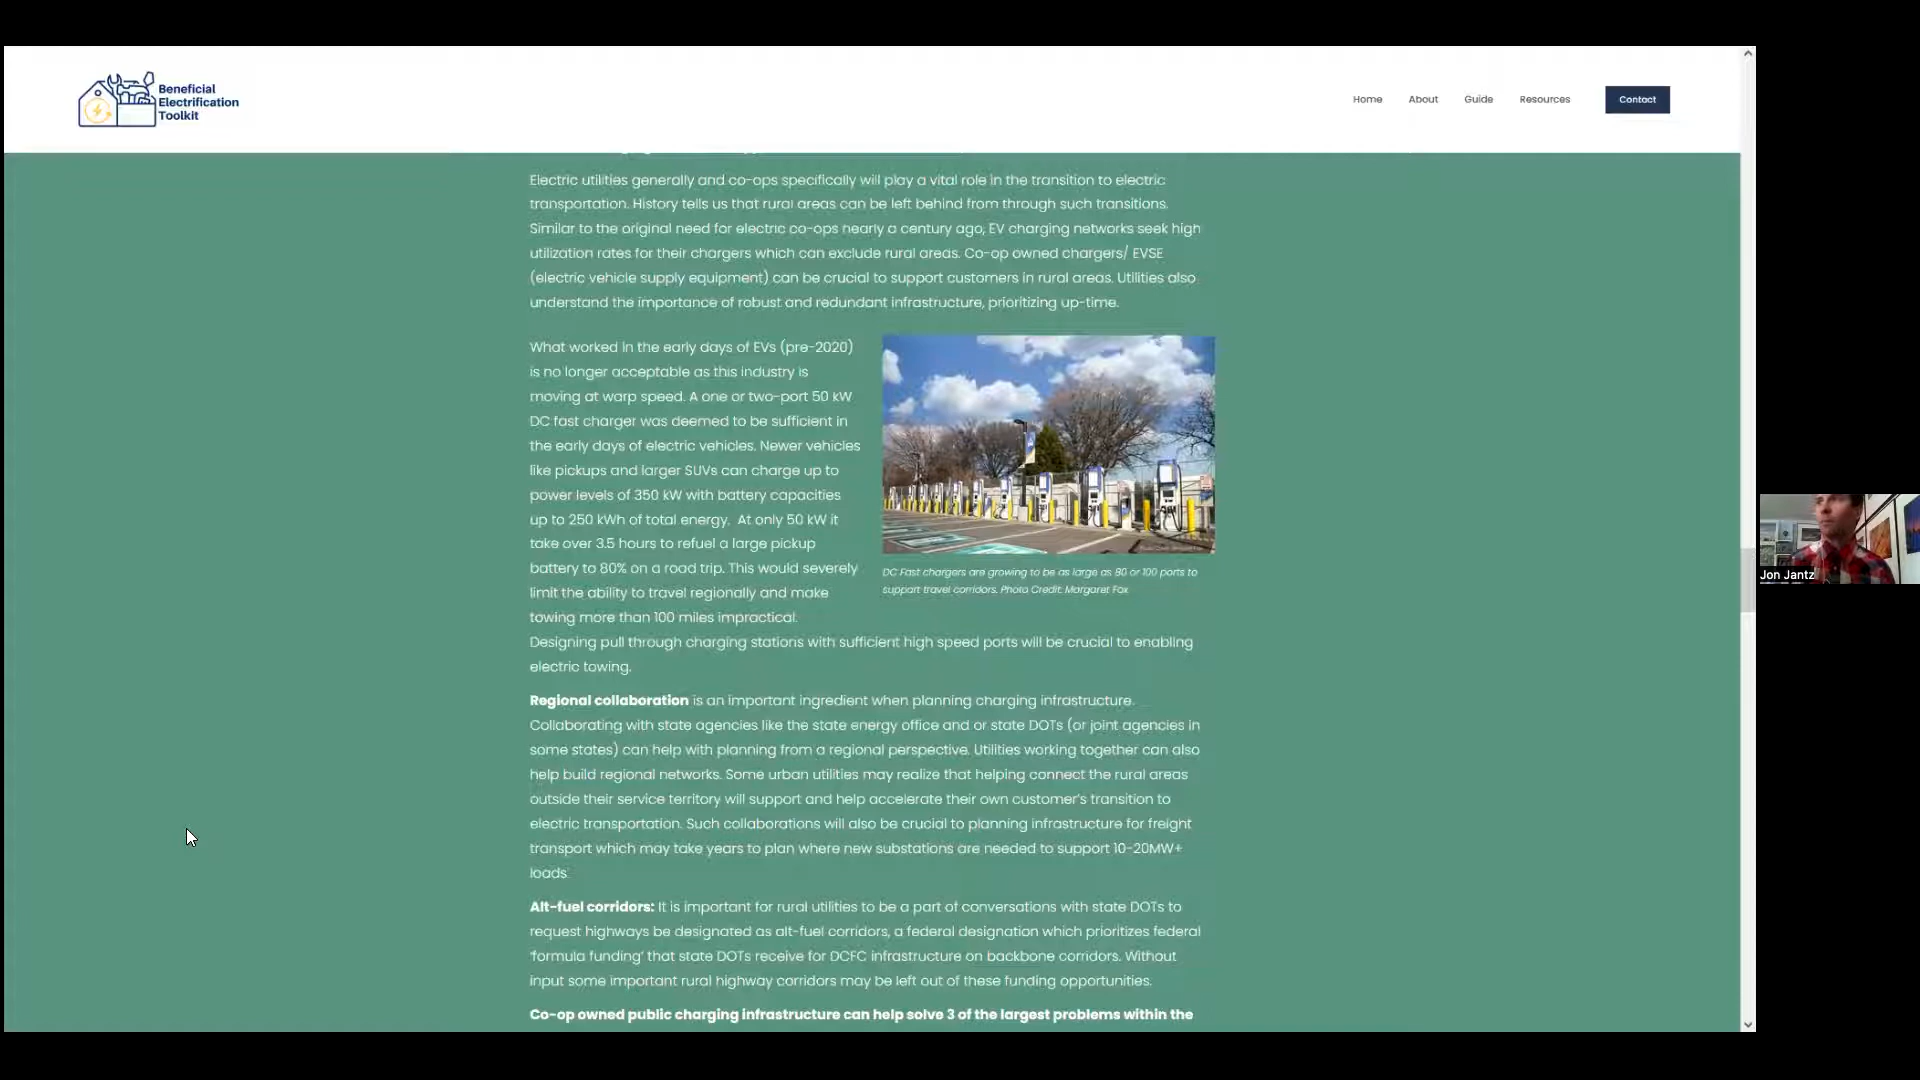 Beneficial
Electrification
Toolkit
Home
About
Guide
Resources
Contact
Electric utilities generally and co-ops specifically will play a vital role in the transition to electric
transportation. History tells us that rural areas can be left behind from through such transitions.
Similar to the original need for electric co-ops nearly a century ago, EV charging networks seek high
utilization rates for their chargers which can exclude rural areas. Co-op owned chargers/ EVSE
(electric vehicle supply equipment) can be crucial to support customers in rural areas. Utilities also
understand the importance of robust and redundant infrastructure, prioritizing up-time.
What worked in the early days of EVs (pre-2020)
is no longer acceptable as this industry is
moving at warp speed. A one or two-port 50 kW
DC fast charger was deemed to be sufficient in
the early days of electric vehicles. Newer vehicles
like pickups and larger SUVs can charge up to
power levels of 350 kW with battery capacities
up to 250 kWh of total energy.  At only 50 kW it
take over 3.5 hours to refuel a large pickup
battery to 80% on a road trip. This would severely
limit the ability to travel regionally and make
towing more than 100 miles impractical.
Designing pull through charging stations with sufficient high speed ports will be crucial to enabling
electric towing.
DC Fast chargers are growing to be as large as 80 or 100 ports to
support travel corridors. Photo Credit: Margaret Fox
Regional collaboration is an important ingredient when planning charging infrastructure.
Collaborating with state agencies like the state energy office and or state DOTs (or joint agencies in
some states) can help with planning from a regional perspective. Utilities working together can also
help build regional networks. Some urban utilities may realize that helping connect the rural areas
outside their service territory will support and help accelerate their own customer's transition to
electric transportation. Such collaborations will also be crucial to planning infrastructure for freight
transport which may take years to plan where new substations are needed to support 10-20MW+
loads.
Alt-fuel corridors: It is important for rural utilities to be a part of conversations with state DOTs to
request highways be designated as alt-fuel corridors, a federal designation which prioritizes federal
'formula funding' that state DOTs receive for DCFC infrastructure on backbone corridors. Without
input some important rural highway corridors may be left out of these funding opportunities.
Co-op owned public charging infrastructure can help solve 3 of the largest problems within the
Jon Jantz